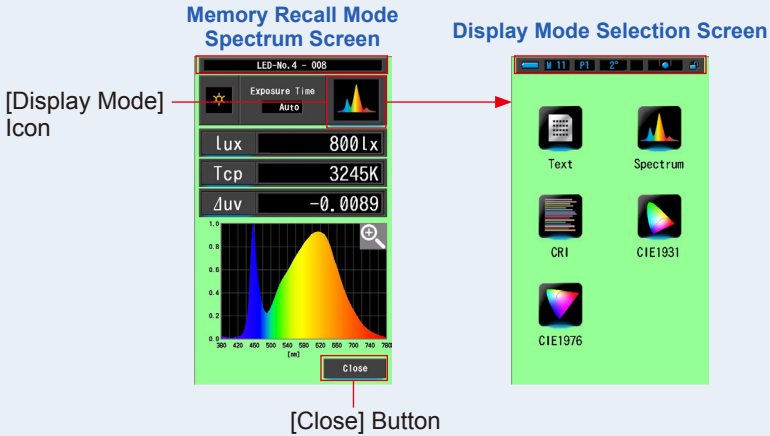 Memory Recall Mode
Spectrum Screen
Display Mode Selection Screen
[Display Mode]
Icon
LED-No.4 - 008
Exposure Time
Auto
lux 800lx
Tcp 3245K
⊿uv -0.0089
1.0
0.8
0.6
0.4
0.2
0.0
380 420 460 500 540 580 620 660 700 740 780
[nm]
Close
[Close] Button
M 11 P1 2°
Text Spectrum
CRI CIE1931
CIE1976